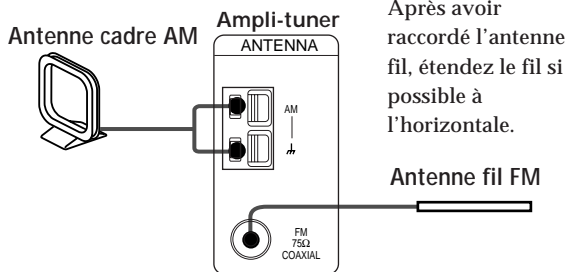 Antenne cadre AM
Ampli-tuner
ANTENNA
AM
FM
75Ω
COAXIAL
Après avoir
raccordé l'antenne
fil, étendez le fil si
possible à
l'horizontale.
Antenne fil FM